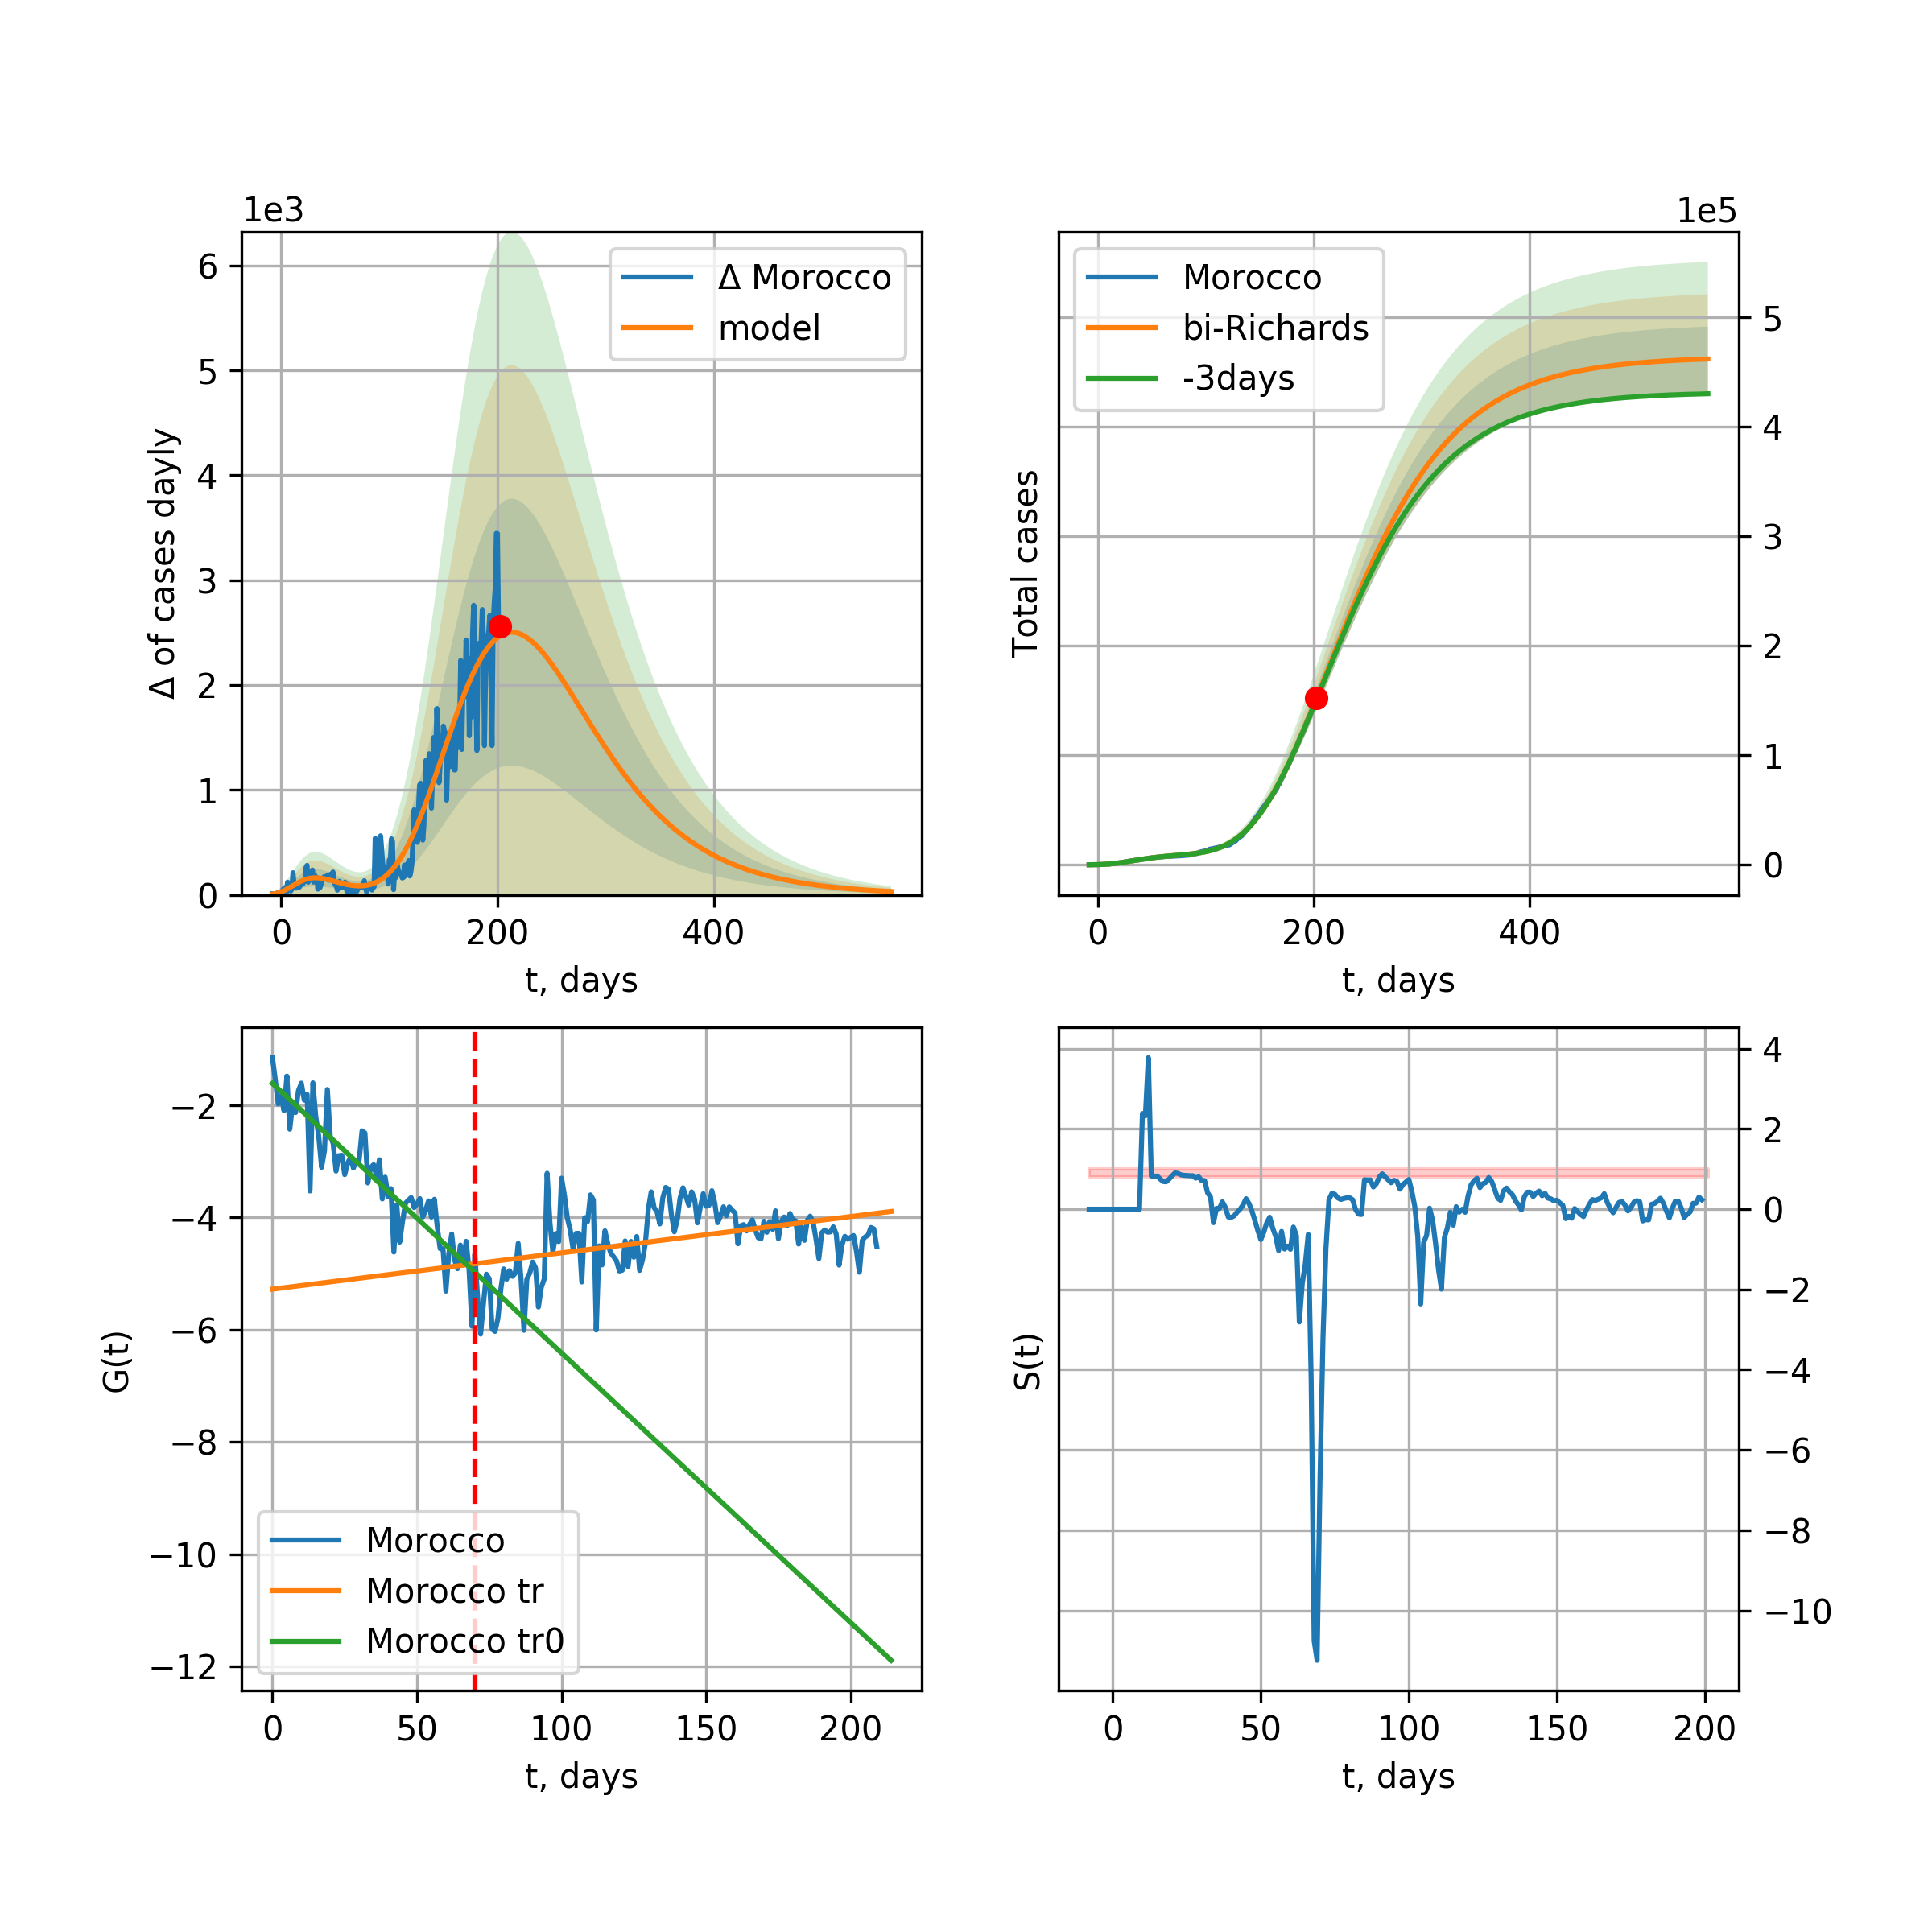 1e3
6
5
4
3
2
1
0
Δ of cases dayly
Δ Morocco
model
0 200 400
t, days
1e5
Morocco
bi-Richards
-3days
Total cases
5
4
3
2
1
0
0 200 400
t, days
G(t)
−2
−4
−6
−8
−10
−12
Morocco
Morocco tr
Morocco tr0
0 50 100 150 200
t, days
S(t)
4
2
0
−2
−4
−6
−8
−10
0 50 100 150 200
t, days